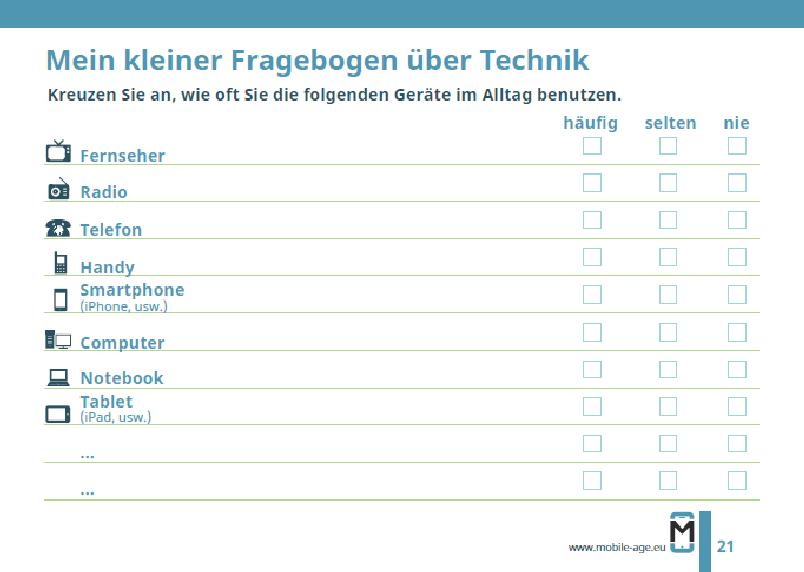 Mein kleiner Fragebogen über Technik
Kreuzen Sie an, wie oft Sie die folgenden Geräte im Alltag benutzen.
häufig selten nie
Fernseher
Radio
Telefon
Handy
Smartphone
(iPhone, usw.)
Computer
Notebook
Tablet
(iPad, usw.)
...
...
www.mobile-age.eu M 21